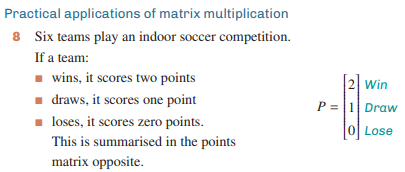 Practical applications of matrix multiplication
8 Six teams play an indoor soccer competition.
If a team:
■ wins, it scores two points
■ draws, it scores one point
■ loses, it scores zero points.
This is summarised in the points
matrix opposite.
[2] Win
P = [1] Draw
[0] Lose